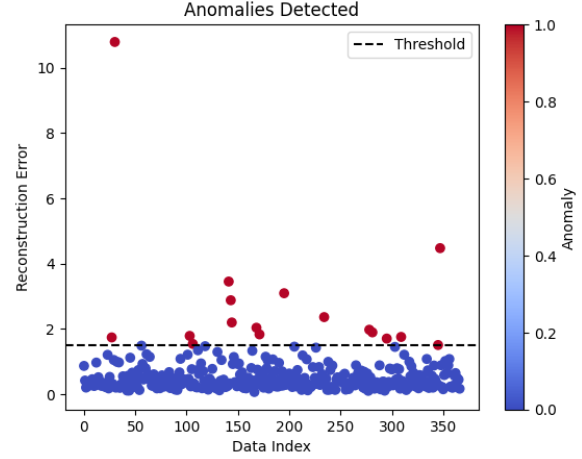 Anomalies Detected
Threshold
Reconstruction Error
10
8
6
4
2
0
0 50 100 150 200 250 300 350
Data Index
1.0
0.8
0.6
0.4
0.2
0.0
Anomaly